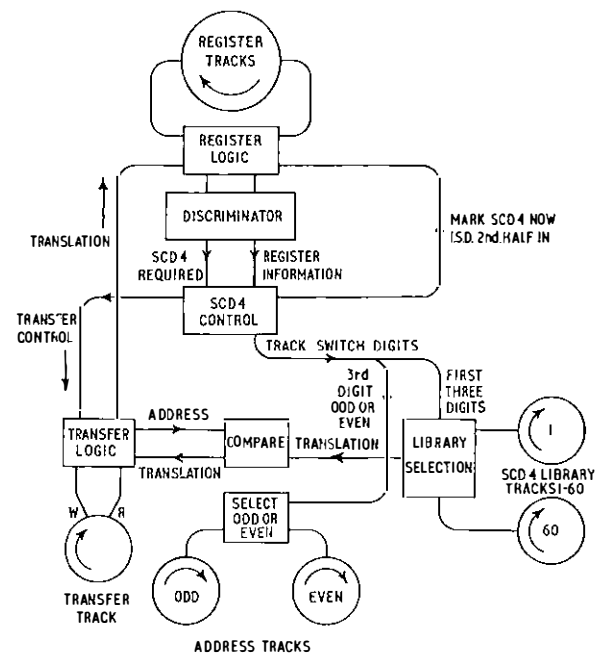 REGISTER
TRACKS
REGISTER
LOGIC
DISCRIMINATOR
MARK SCD4 NOW
I.S.D. 2nd.HALF IN
TRANSLATION
SCD4
REQUIRED
REGISTER
INFORMATION
SCD4
CONTROL
TRANSFER
CONTROL
TRACK SWITCH DIGITS
3rd
DIGIT
ODD OR
EVEN
FIRST
THREE
DIGITS
TRANSFER
LOGIC
ADDRESS
TRANSLATION
COMPARE
TRANSLATION
LIBRARY
SELECTION
1
SCD4 LIBRARY
TRACKS1-60
60
W R
SELECT
ODD OR
EVEN
TRANSFER
TRACK
ODD
EVEN
ADDRESS TRACKS